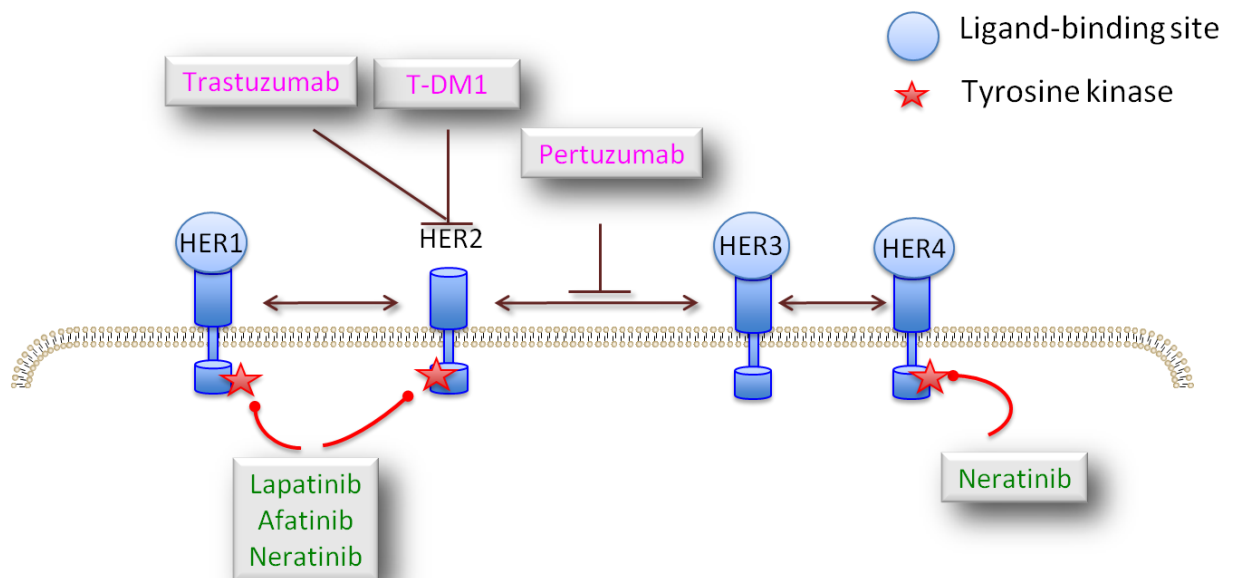 Ligand-binding site
Tyrosine kinase
Trastuzumab
T-DM1
Pertuzumab
HER1
HER2
HER3
HER4
Lapatinib
Afatinib
Neratinib
Neratinib